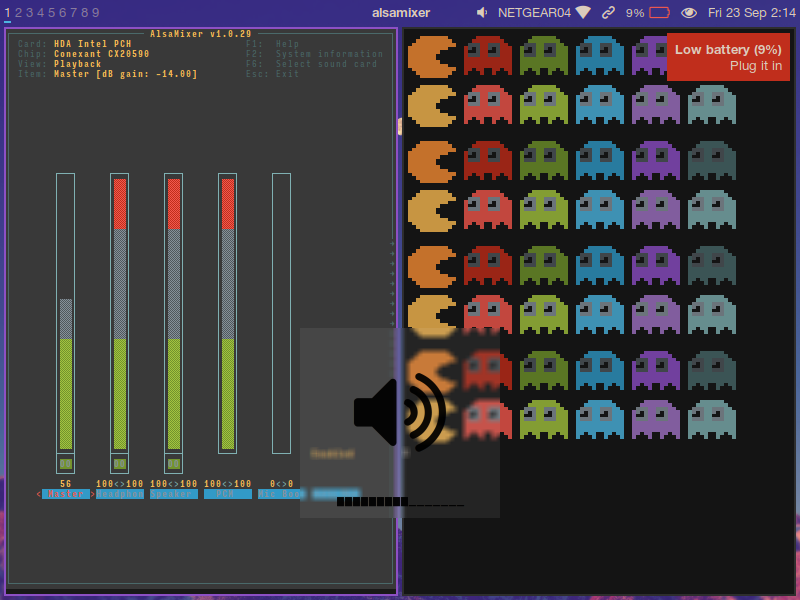 1 2 3 4 5 6 7 8 9 alsamixer NETGEAR04 9% Fri 23 Sep 2:14
AlsaMixer v1.0.29
Card: HDA Intel PCH F1: Help
Chip: Conexant CX20590 F2: System information
View: Playback F6: Select sound card
Item: Master [dB gain: -14.00] Esc: Exit
Low battery (9%)
Plug it in
56 100<>100 100<>100 100<>100 0<>0
< Master > Headphon Speaker PCM Mic Boos